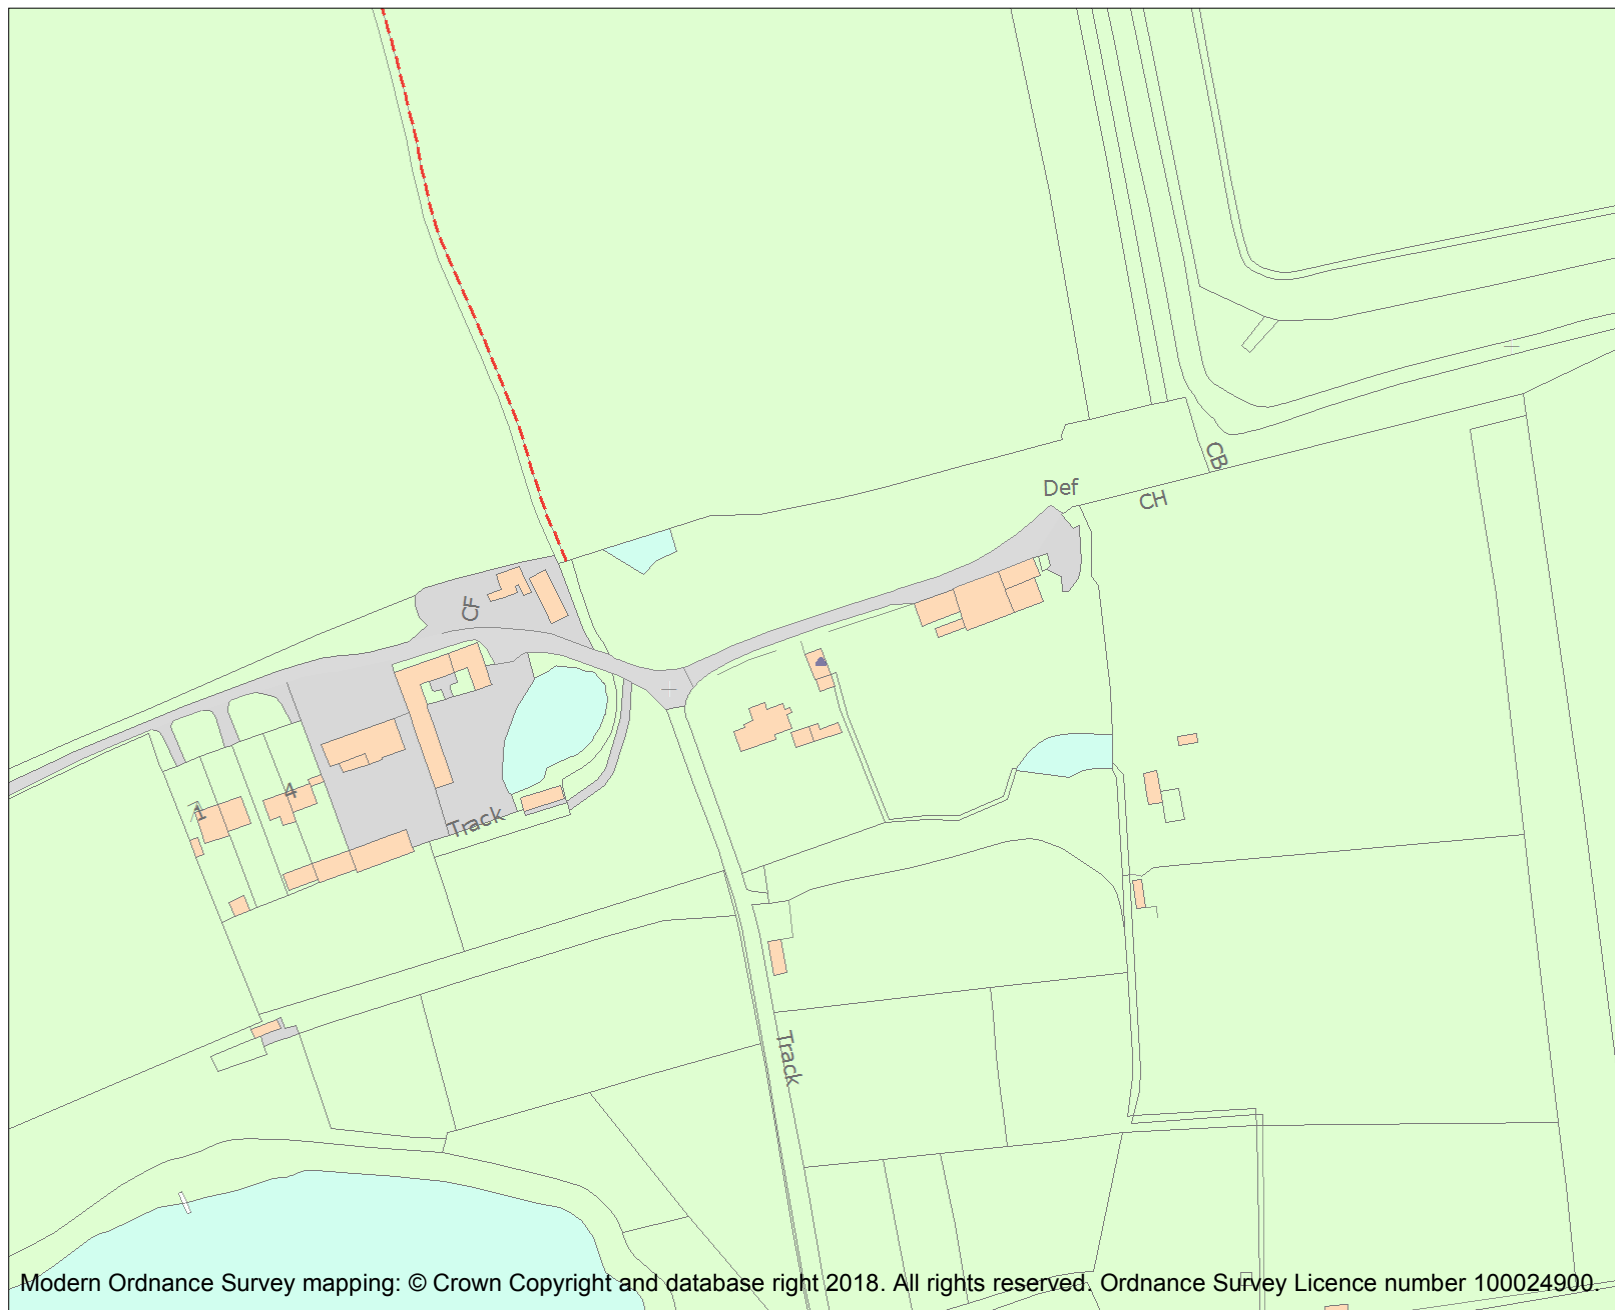 CB
Def
CH
CF
4
1
Track
Track
Modern Ordnance Survey mapping: © Crown Copyright and database right 2018. All rights reserved. Ordnance Survey Licence number 100024900.